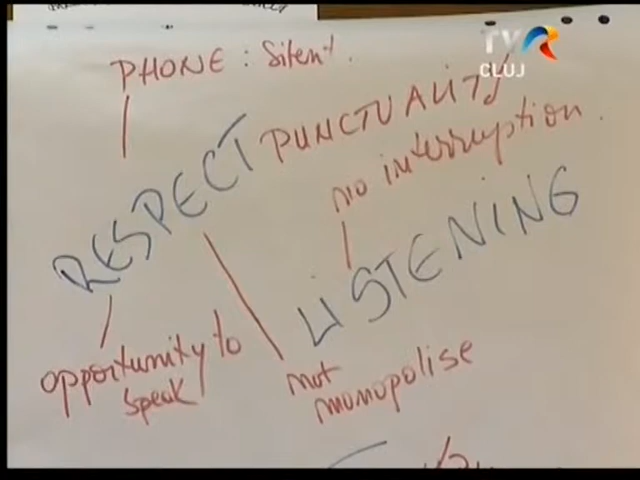 TVR
CLUJ
PHONE : Silent.
RESPECT PUNCTUALITY
no interruption.
LISTENING
opportunity to
speak
not
monopolise